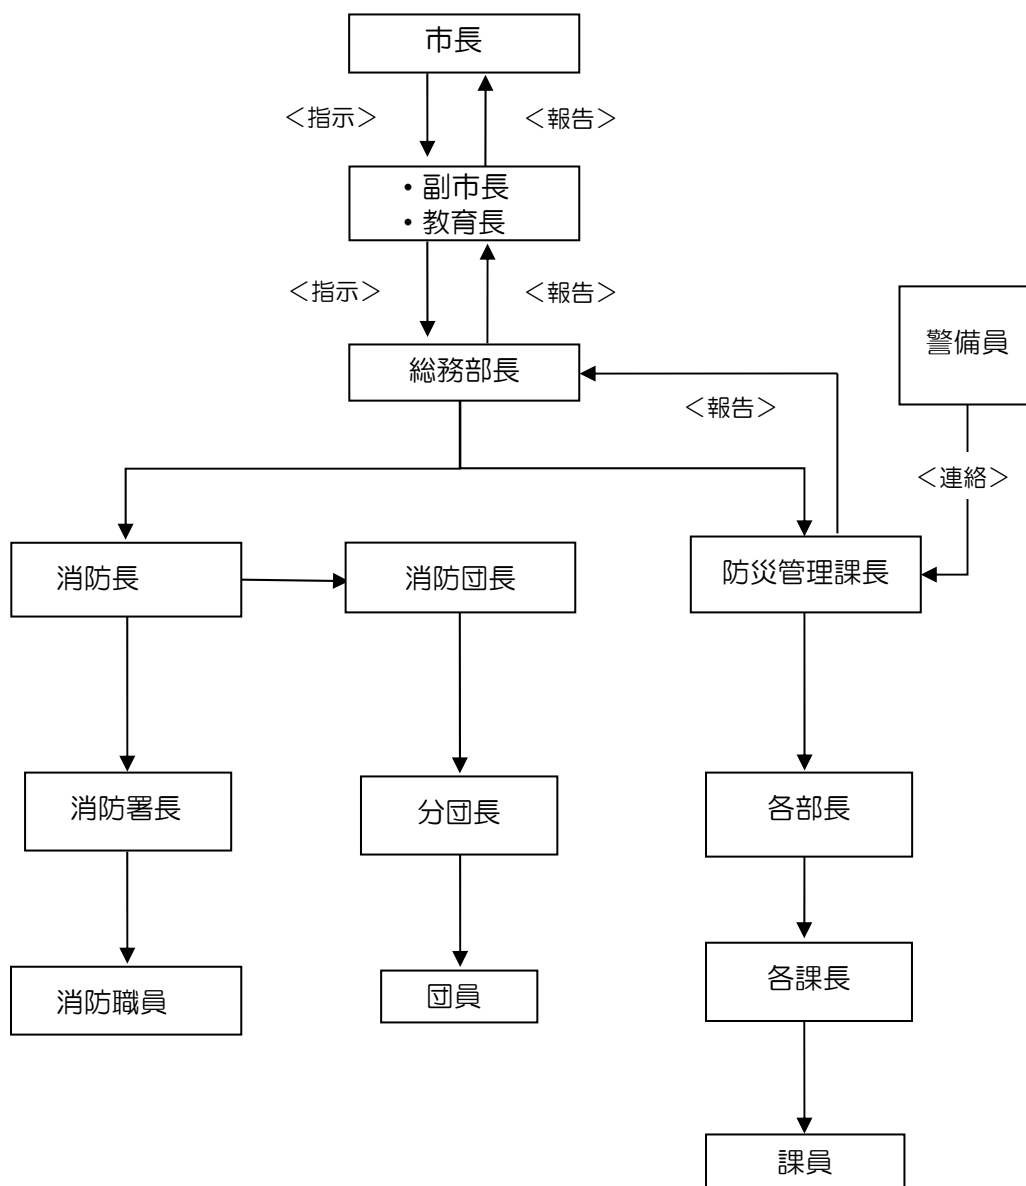 市長
＜指示＞
＜報告＞
・副市長
・教育長
＜指示＞
＜報告＞
警備員
総務部長
＜報告＞
＜連絡＞
消防長
消防団長
防災管理課長
消防署長
分団長
各部長
消防職員
団員
各課長
課員